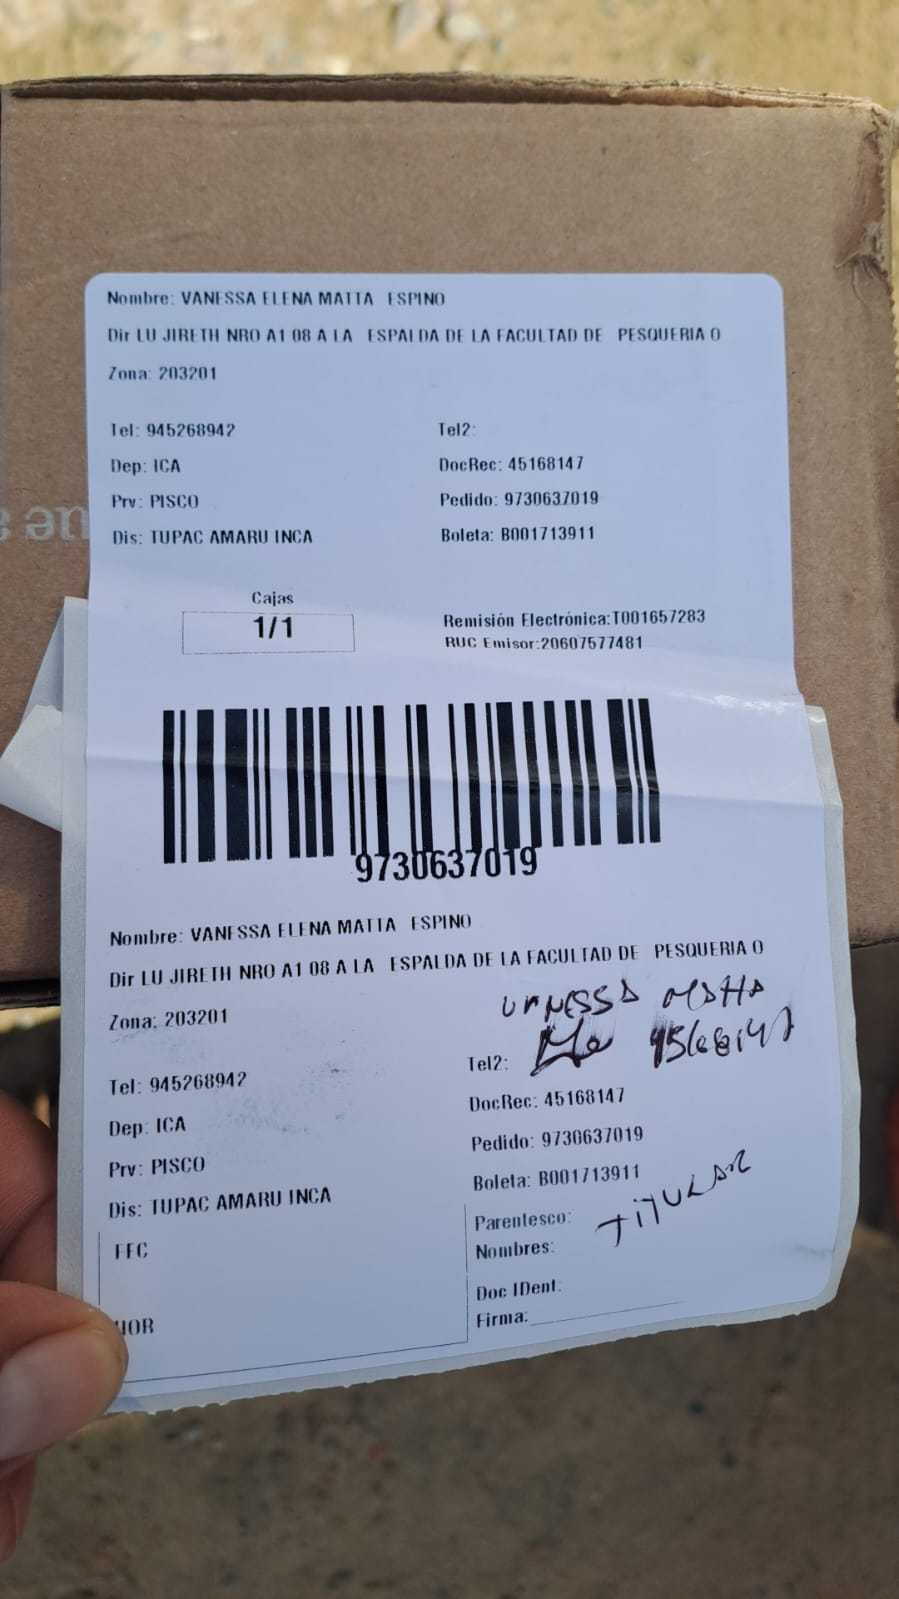 Nombre: VANESSA ELENA MATTA ESPINO
Dir LU JIRETH NRO A1 08 A LA ESPALDA DE LA FACULTAD DE PESQUERIA O
Zona: 203201
Tel: 945268942 Tel2:
Dep: ICA DocRec: 45168147
Prv: PISCO Pedido: 9730637019
Dis: TUPAC AMARU INCA Boleta: B001713911
Cajas
1/1
Remisión Electrónica:T001657283
RUC Emisor:20607577481
9730637019
Nombre: VANESSA ELENA MATTA ESPINO
Dir LU JIRETH NRO A1 08 A LA ESPALDA DE LA FACULTAD DE PESQUERIA O
Zona: 203201
VANESSA MATTA
Tel: 945268942 Tel2:
Dep: ICA DocRec: 45168147
Prv: PISCO Pedido: 9730637019
Dis: TUPAC AMARU INCA Boleta: B001713911
TITULAR
Parentesco:
Nombres:
Doc IDent:
Firma: